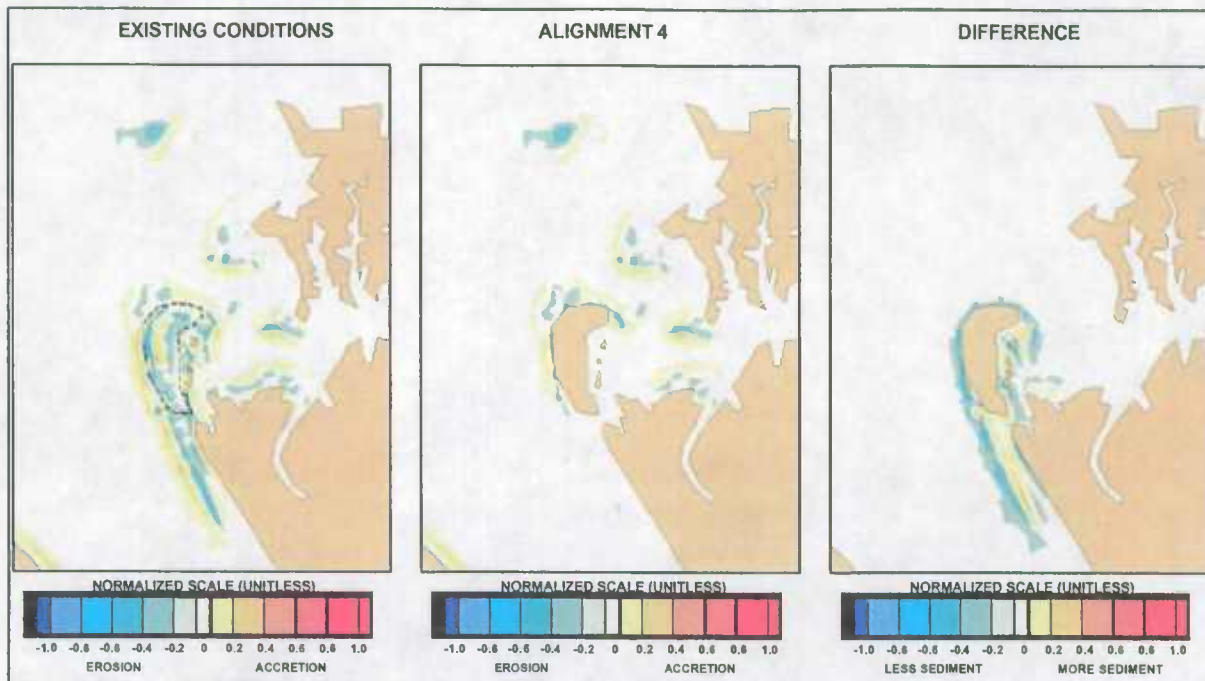 EXISTING CONDITIONS
ALIGNMENT 4
DIFFERENCE
NORMALIZED SCALE (UNITLESS)
-1.0 -0.8 -0.6 -0.4 -0.2 0 0.2 0.4 0.6 0.8 1.0
EROSION ACCRETION
NORMALIZED SCALE (UNITLESS)
-1.0 -0.8 -0.6 -0.4 -0.2 0 0.2 0.4 0.6 0.8 1.0
EROSION ACCRETION
NORMALIZED SCALE (UNITLESS)
-1.0 -0.8 -0.6 -0.4 -0.2 0 0.2 0.4 0.6 0.8 1.0
LESS SEDIMENT MORE SEDIMENT